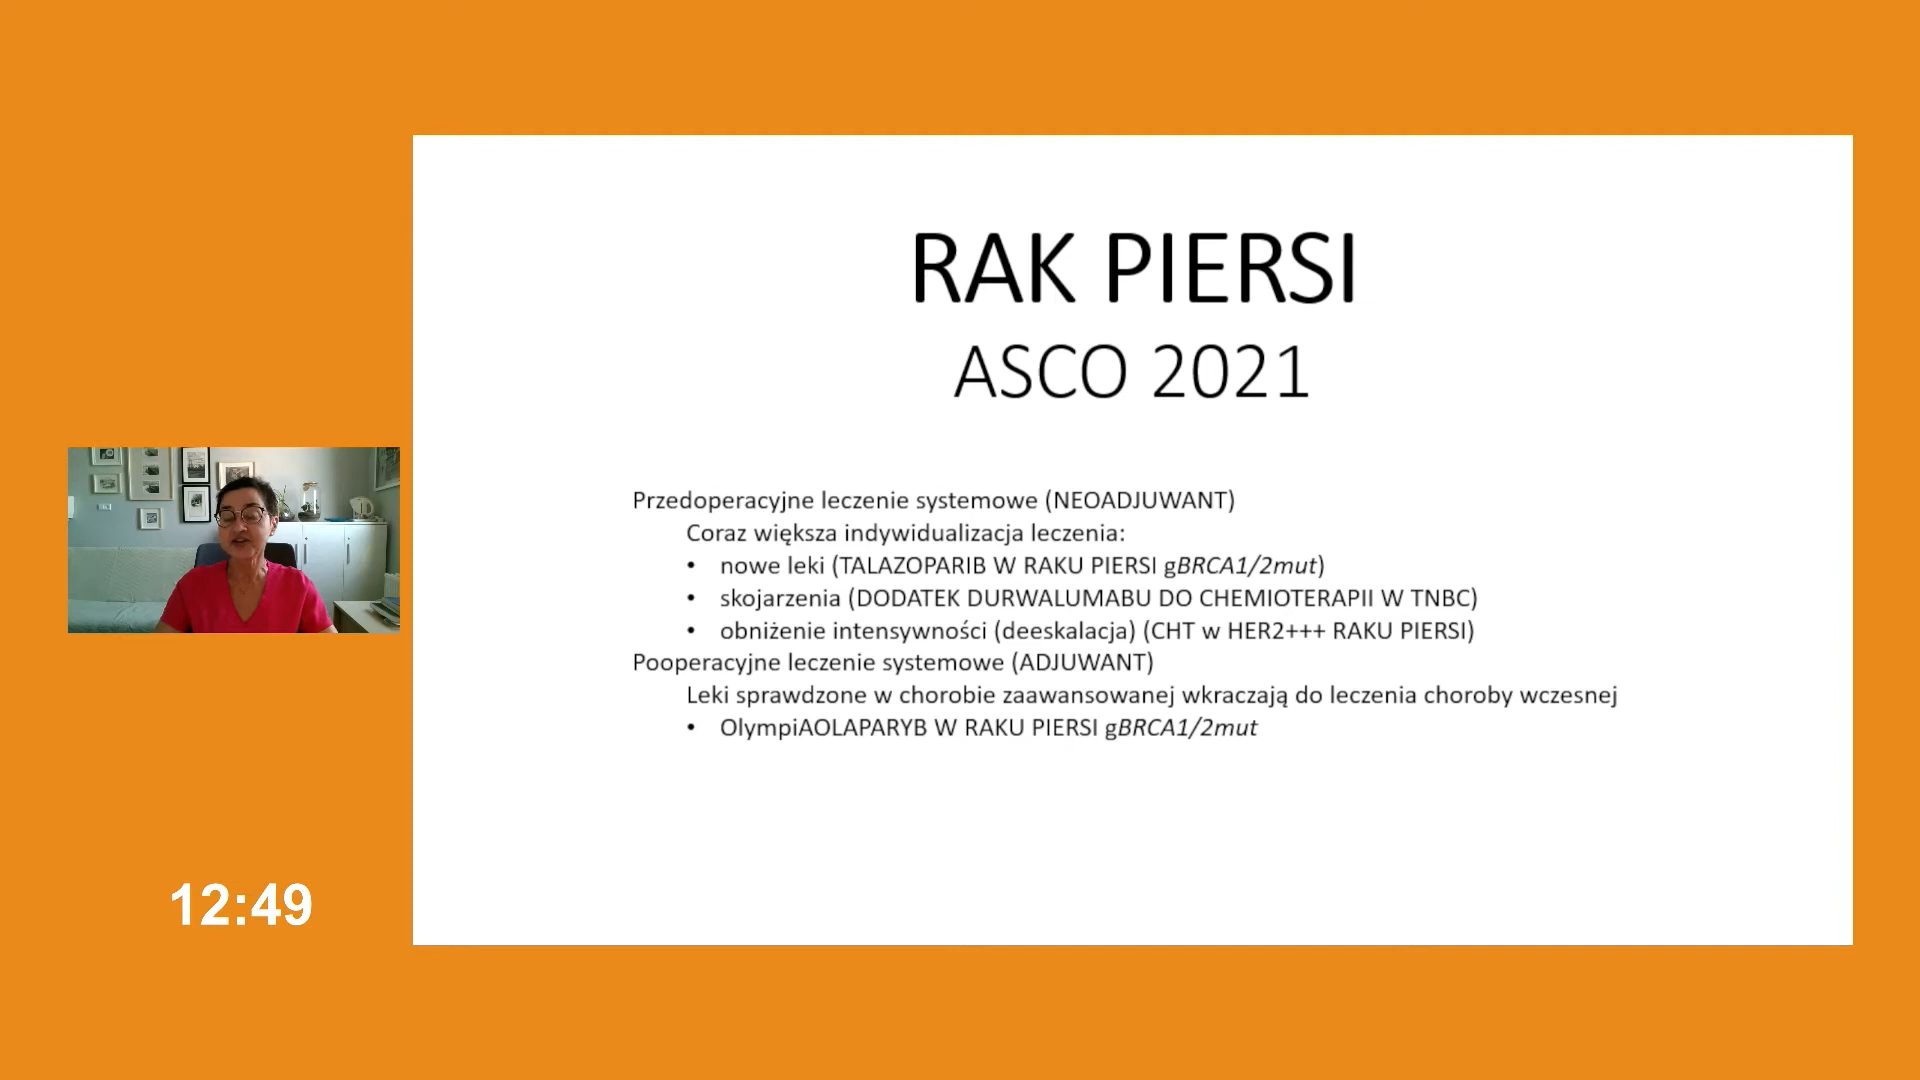 RAK PIERSI
ASCO 2021
Przedoperacyjne leczenie systemowe (NEOADJUWANT)
Coraz większa indywidualizacja leczenia:
• nowe leki (TALAZOPARIB W RAKU PIERSI gBRCA1/2mut)
• skojarzenia (DODATEK DURWALUMABU DO CHEMIOTERAPII W TNBC)
• obniżenie intensywności (deeskalacja) (CHT w HER2+++ RAKU PIERSI)
Pooperacyjne leczenie systemowe (ADJUWANT)
Leki sprawdzone w chorobie zaawansowanej wkraczają do leczenia choroby wczesnej
• OlympiAOLAPARYB W RAKU PIERSI gBRCA1/2mut
12:49